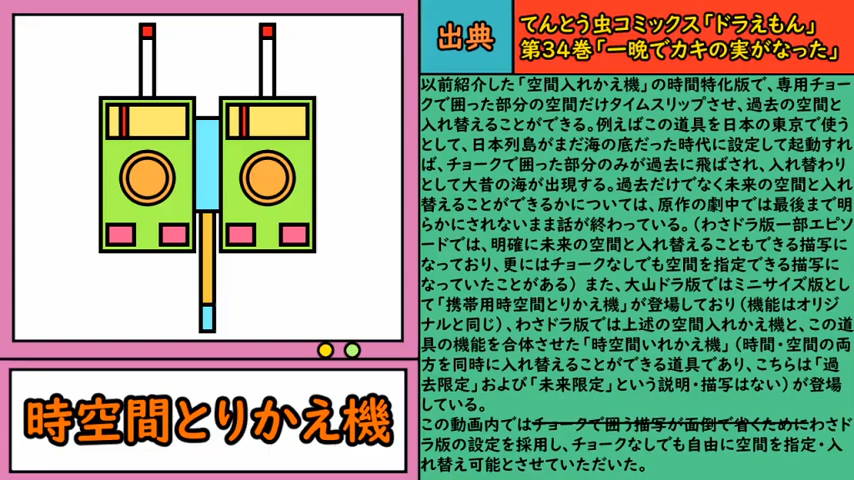 出典
てんとう虫コミックス「ドラえもん」
第34巻「一晩でカキの実がなった」
以前紹介した「空間入れかえ機」の時間特化版で、専用チョー
クで囲った部分の空間だけタイムスリップさせ、過去の空間と
入れ替えることができる。例えばこの道具を日本の東京で使う
として、日本列島がまだ海の底だった時代に設定して起動すれ
ば、チョークで囲った部分のみが過去に飛ばされ、入れ替わり
として大昔の海が出現する。過去だけでなく未来の空間と入れ
替えることができるかについては、原作の劇中では最後まで明
らかにされないまま話が終わっている。(わさドラ版一部エピソ
ードでは、明確に未来の空間と入れ替えることもできる描写に
なっており、更にはチョークなしでも空間を指定できる描写に
なっていたことがある) また、大山ドラ版ではミニサイズ版とし
て「携帯用時空間とりかえ機」が登場しており(機能はオリジ
ナルと同じ)、わさドラ版では上述の空間入れかえ機と、この道
具の機能を合体させた「時空間いれかえ機」(時間・空間の両
方を同時に入れ替えることができる道具であり、こちらは「過
去限定」および「未来限定」という説明・描写はない)が登場
している。
この動画内ではチョークで囲う描写が面倒で省くためにわさド
ラ版の設定を採用し、チョークなしでも自由に空間を指定・入
れ替え可能とさせていただいた。
時空間とりかえ機